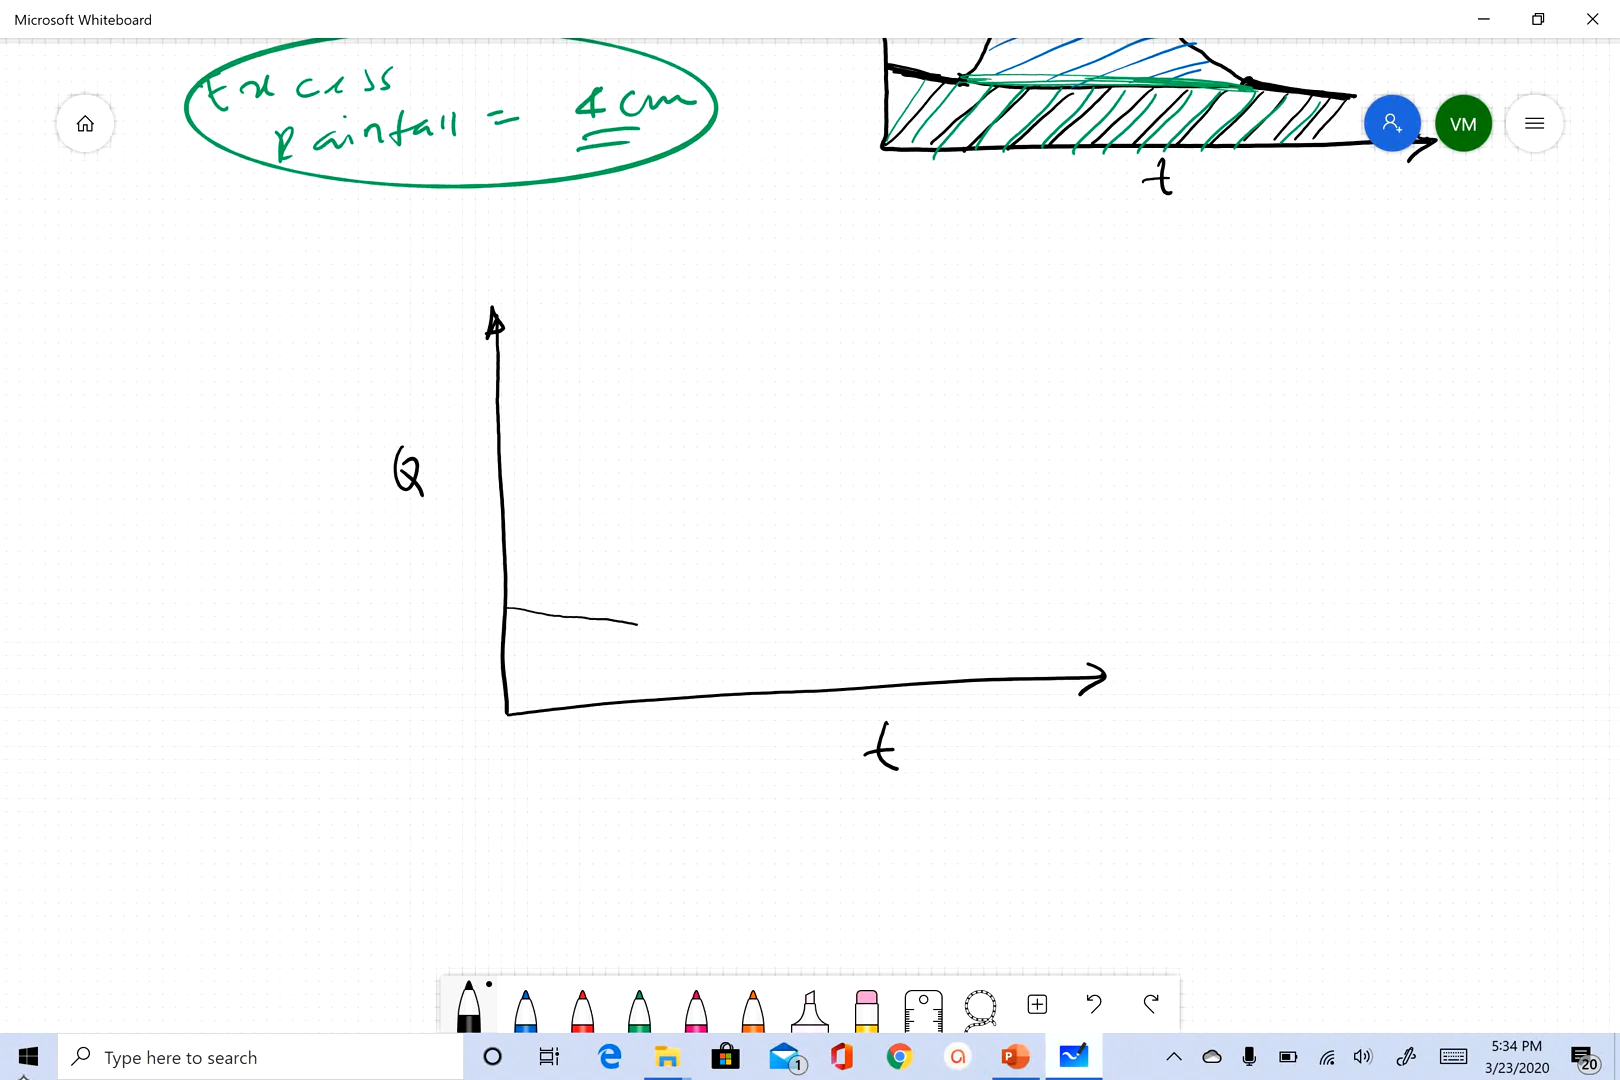 Microsoft Whiteboard
Excess
Rainfall = 4 cm
VM
t
Q
t
Type here to search
1
5:34 PM
3/23/2020
20